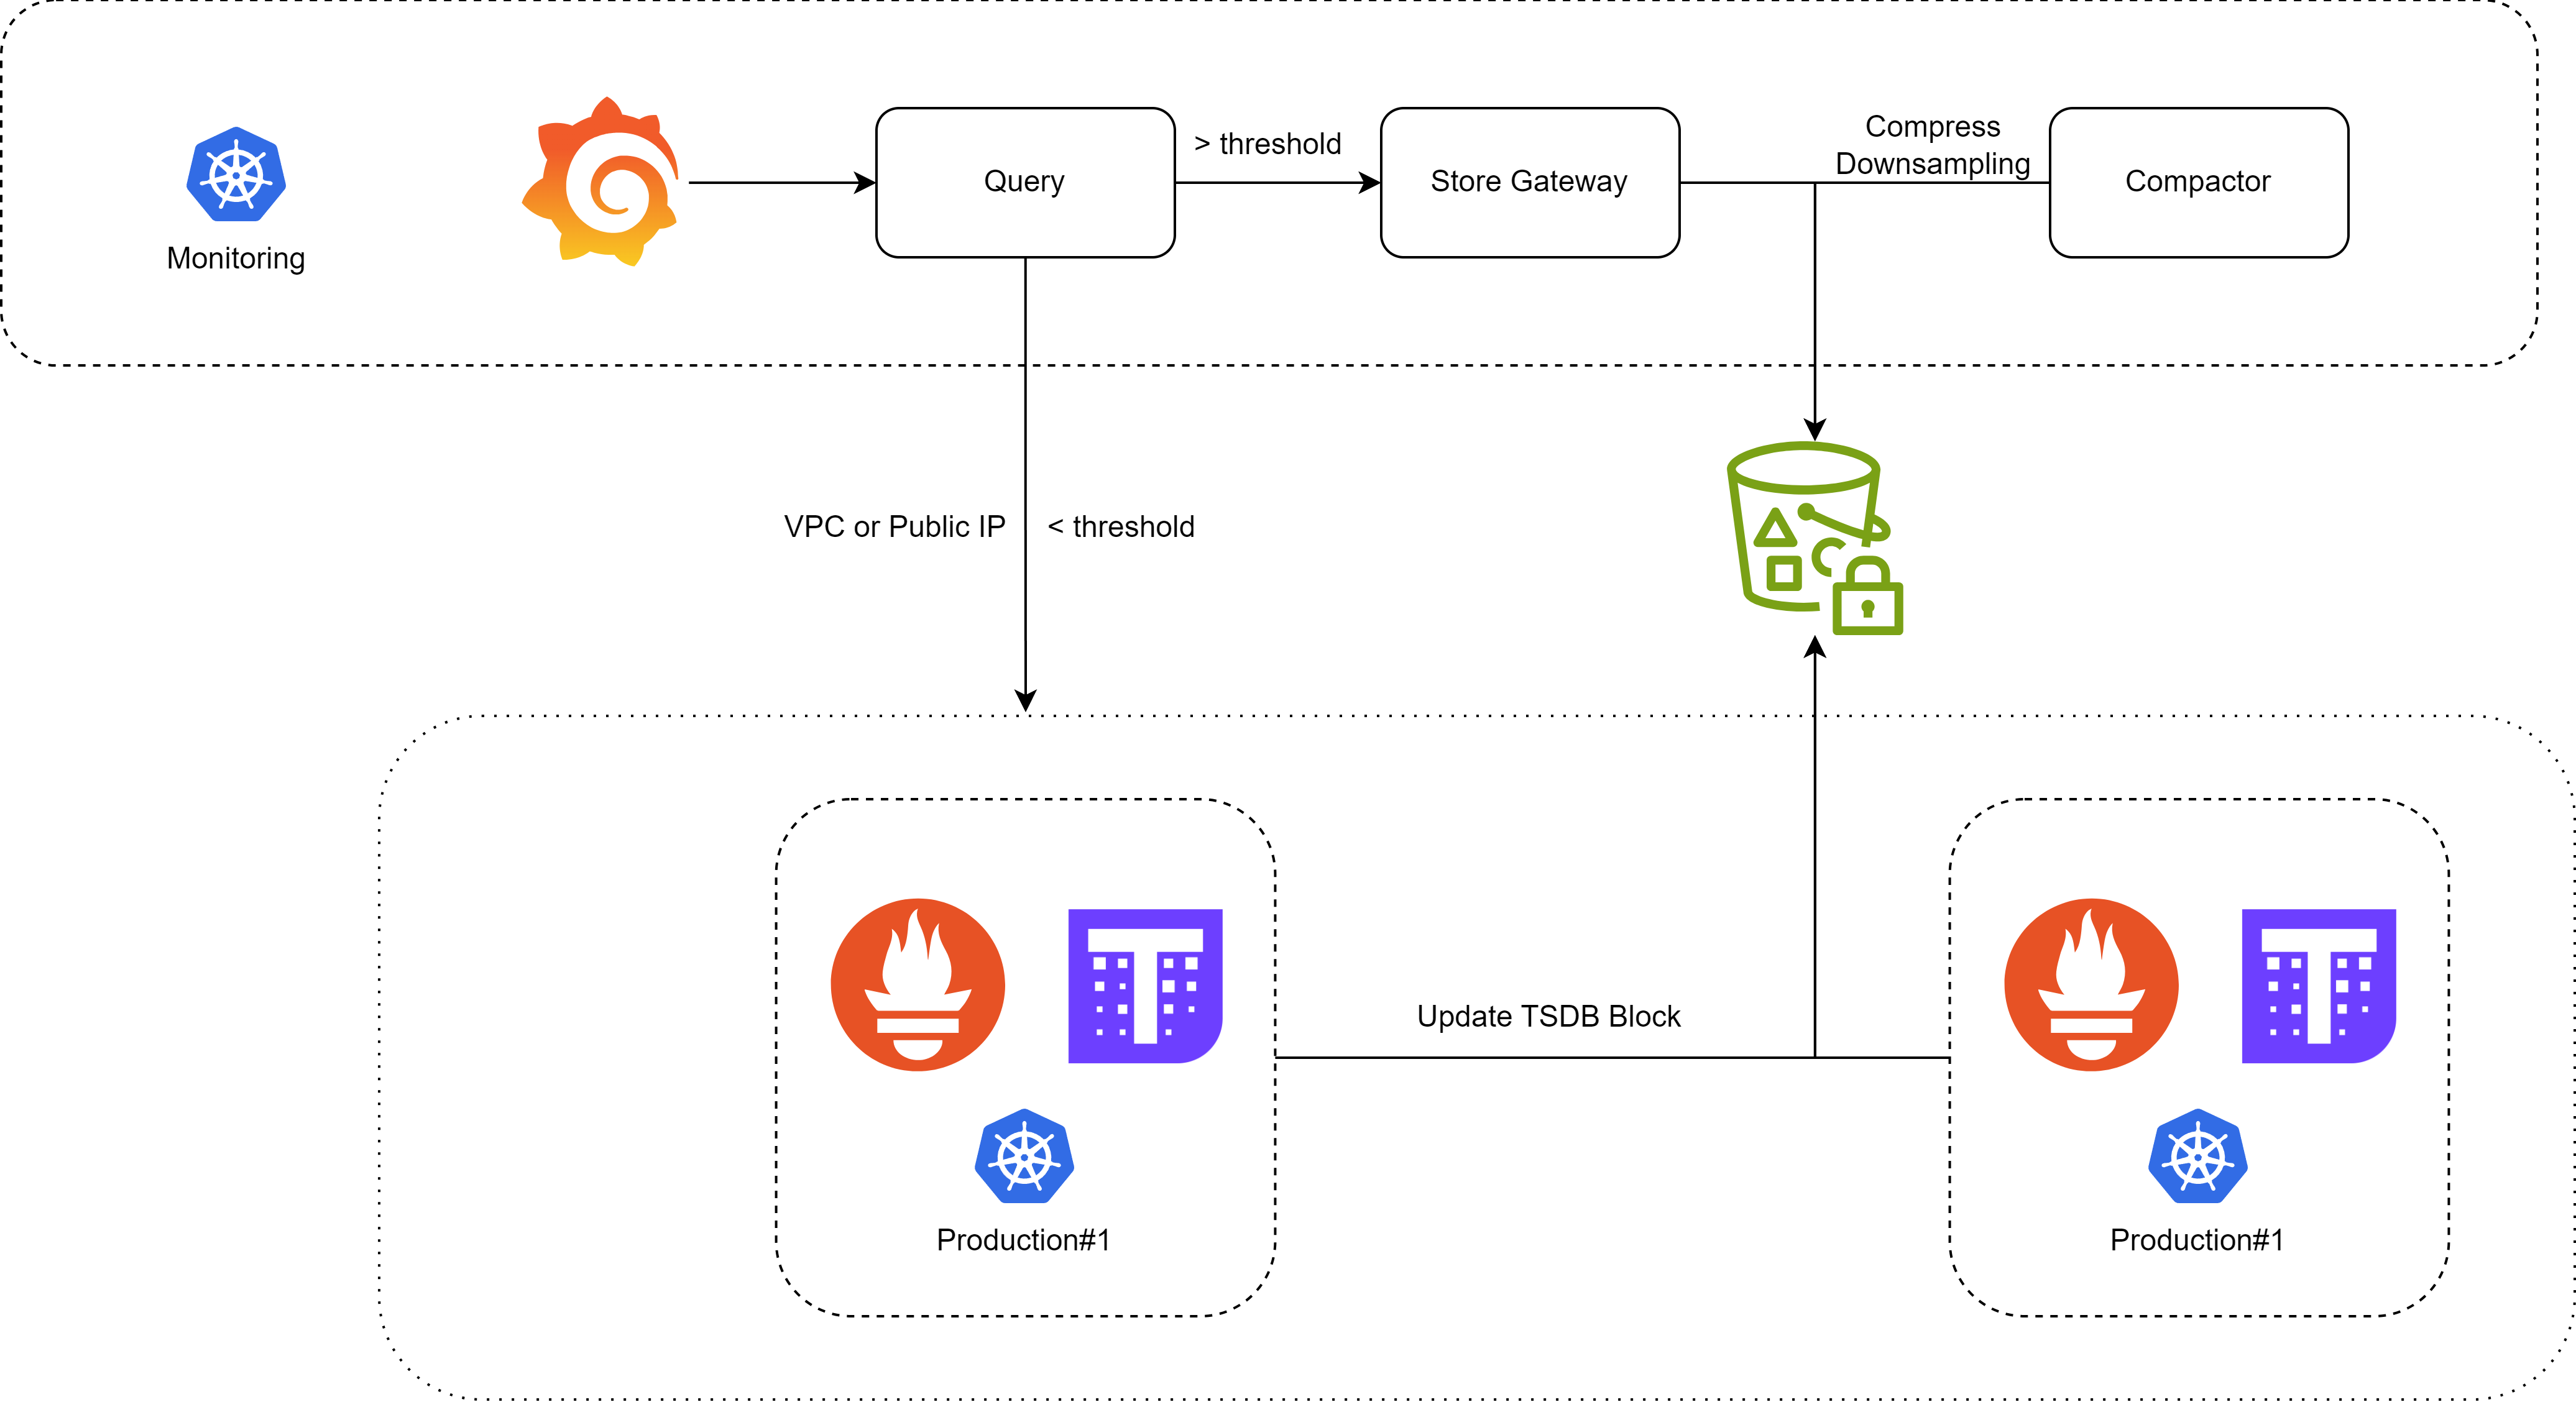 Monitoring
Query
> threshold
Store Gateway
Compress
Downsampling
Compactor
VPC or Public IP
< threshold
Update TSDB Block
Production#1
Production#1